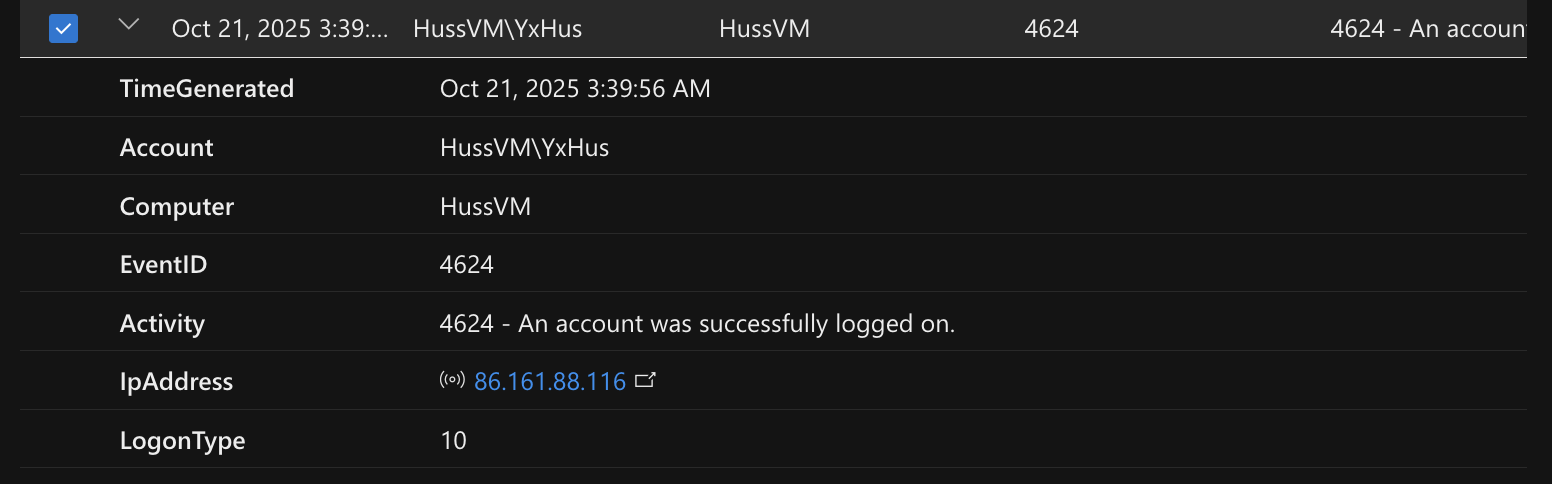 Oct 21, 2025 3:39:... HussVM\YxHus HussVM 4624 4624 - An accoun
TimeGenerated Oct 21, 2025 3:39:56 AM
Account HussVM\YxHus
Computer HussVM
EventID 4624
Activity 4624 - An account was successfully logged on.
IpAddress 86.161.88.116
LogonType 10